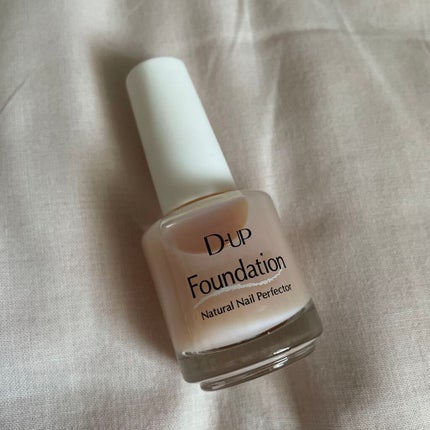 D-UP
Foundation
Natural Nail Perfector